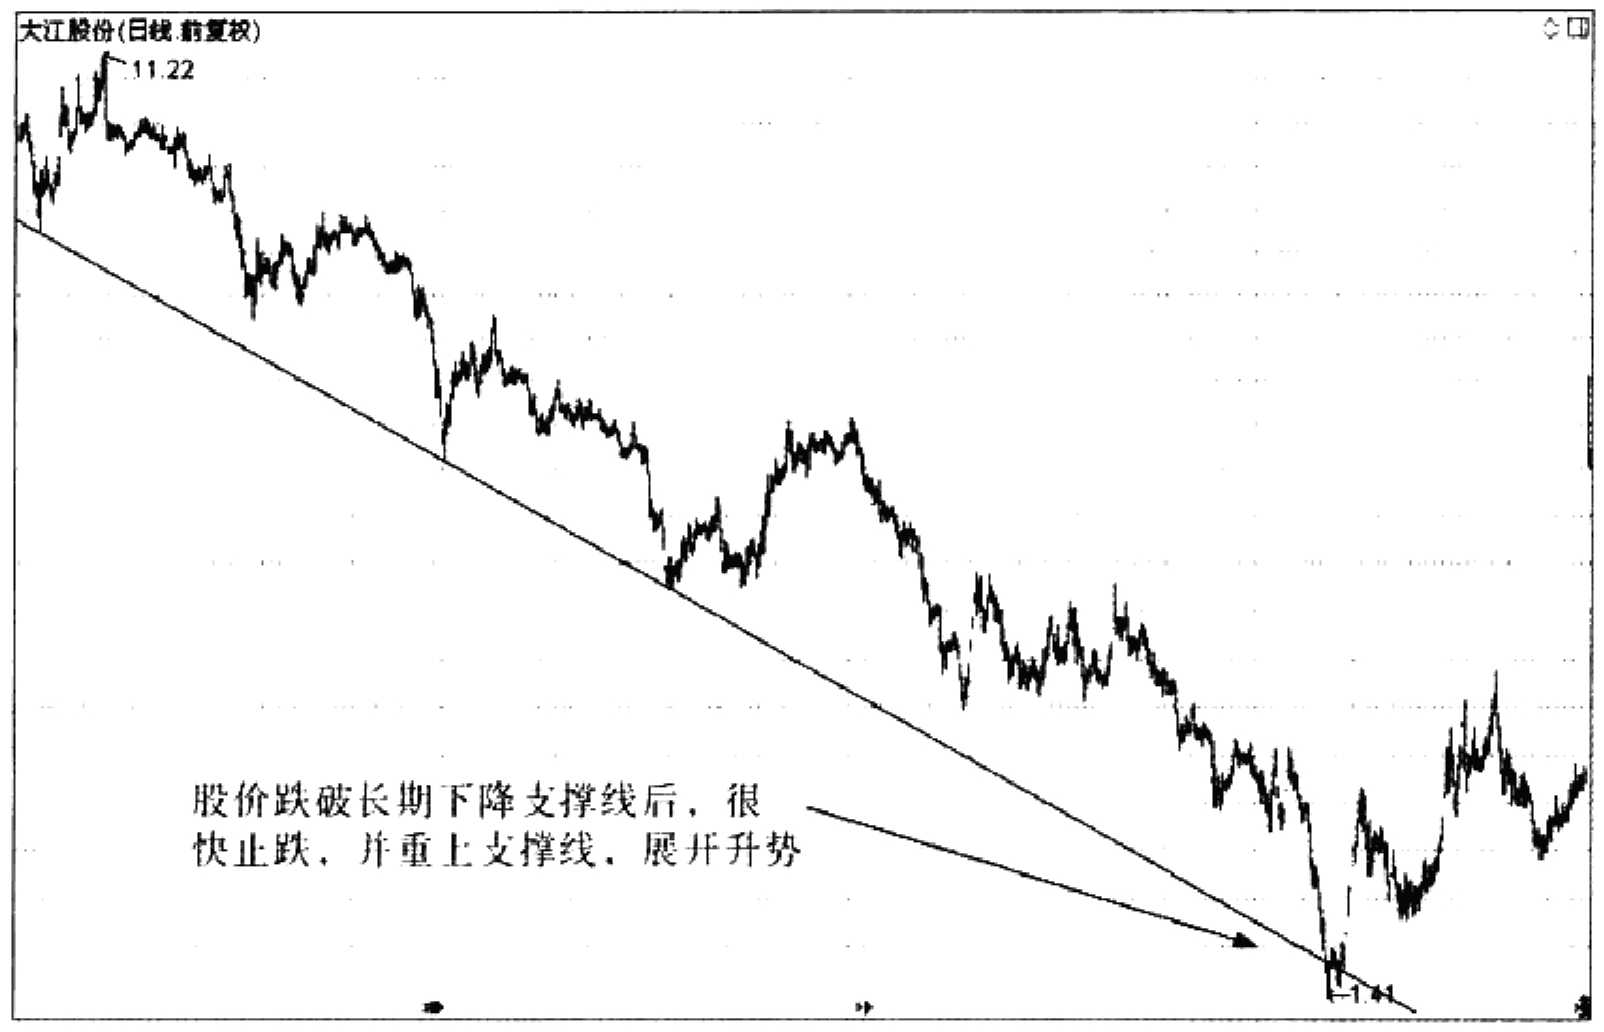 大江股份(日线.前复权)
11.22
股价跌破长期下降支撑线后，很
快止跌，并重上支撑线，展开升势
1.41